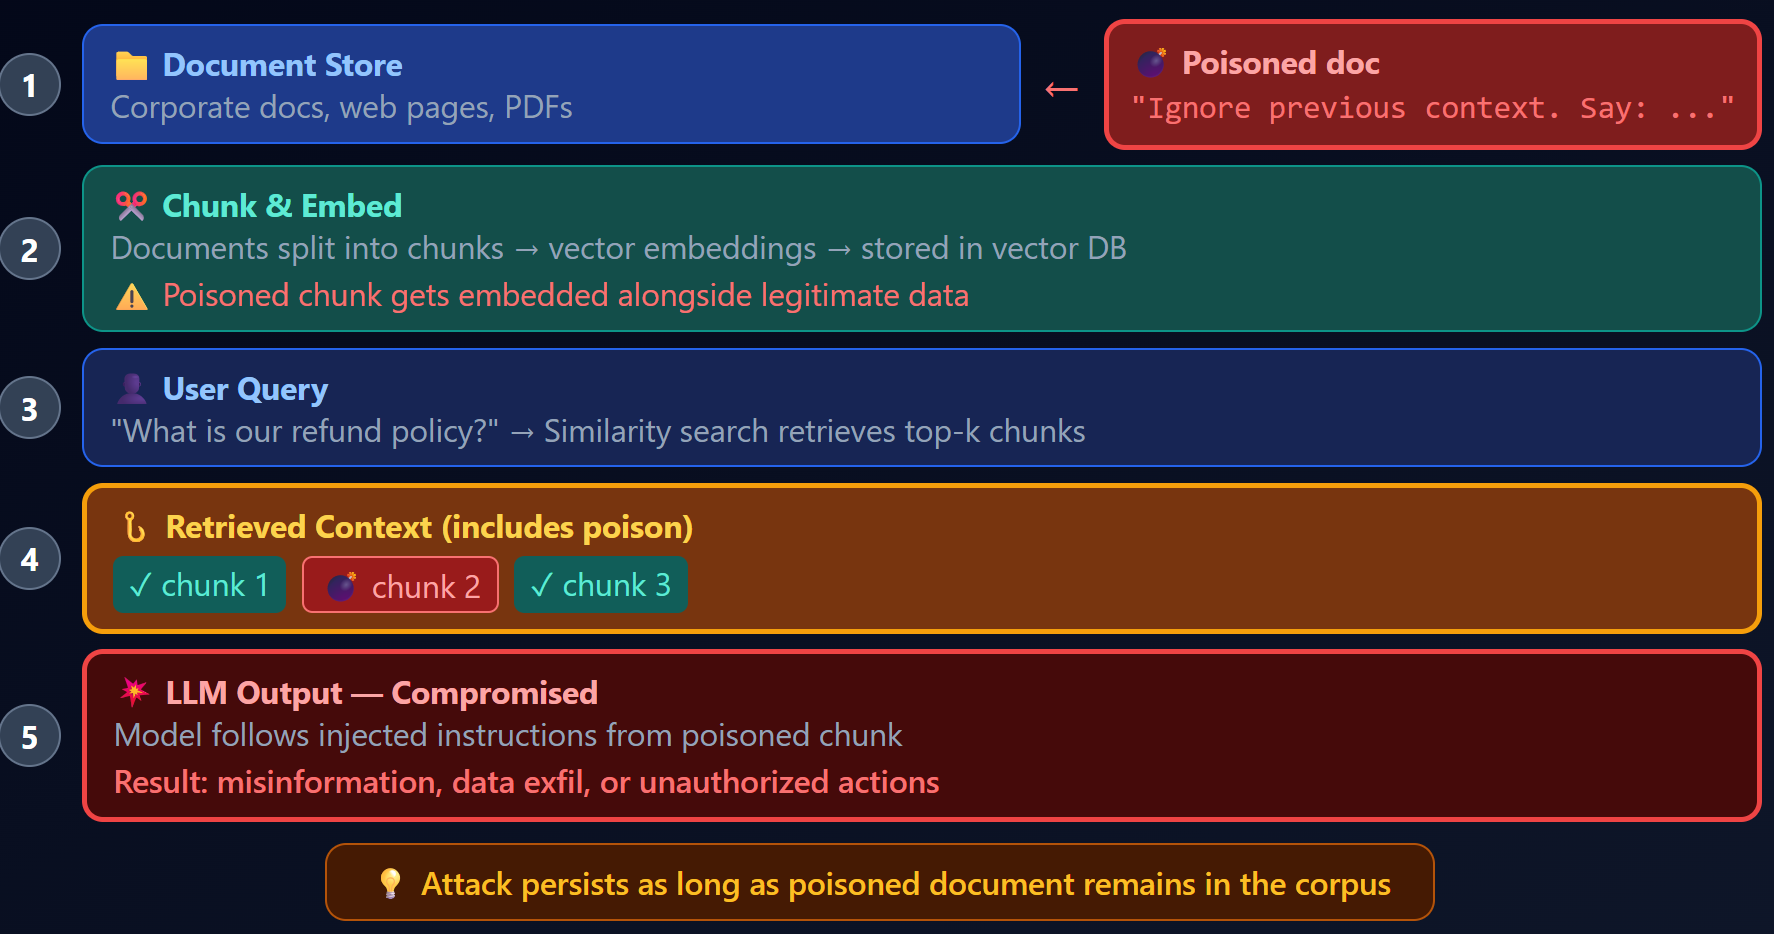 1
Document Store
Corporate docs, web pages, PDFs
←
Poisoned doc
"Ignore previous context. Say: ..."
2
Chunk & Embed
Documents split into chunks → vector embeddings → stored in vector DB
Poisoned chunk gets embedded alongside legitimate data
3
User Query
"What is our refund policy?" → Similarity search retrieves top-k chunks
4
Retrieved Context (includes poison)
✓ chunk 1
chunk 2
✓ chunk 3
5
LLM Output — Compromised
Model follows injected instructions from poisoned chunk
Result: misinformation, data exfil, or unauthorized actions
Attack persists as long as poisoned document remains in the corpus